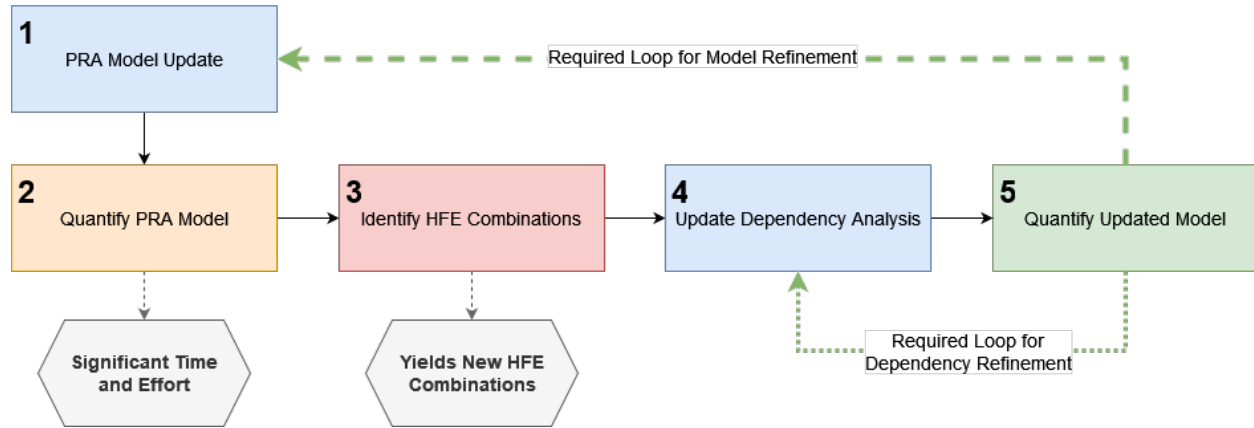 1
PRA Model Update
Required Loop for Model Refinement
2
Quantify PRA Model
3
Identify HFE Combinations
4
Update Dependency Analysis
5
Quantify Updated Model
Significant Time
and Effort
Yields New HFE
Combinations
Required Loop for
Dependency Refinement